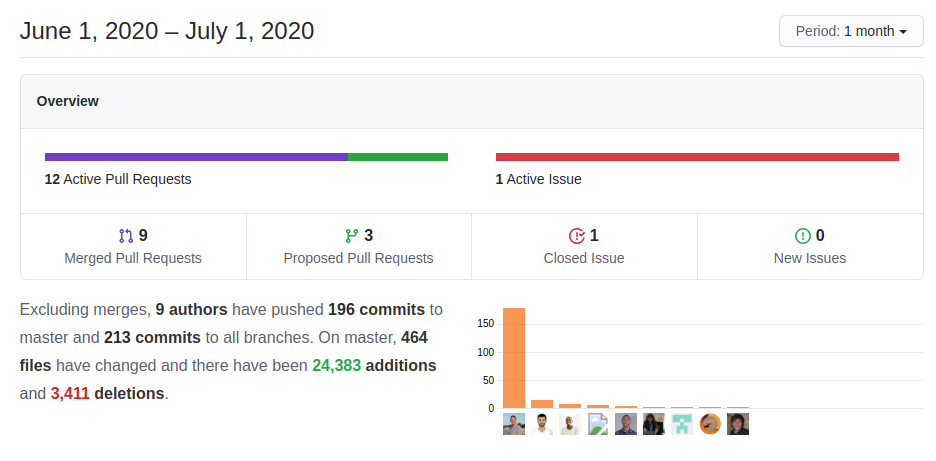 June 1, 2020 – July 1, 2020
Period: 1 month
Overview
12 Active Pull Requests
1 Active Issue
9
Merged Pull Requests
3
Proposed Pull Requests
1
Closed Issue
0
New Issues
Excluding merges, 9 authors have pushed 196 commits to
master and 213 commits to all branches. On master, 464
files have changed and there have been 24,383 additions
and 3,411 deletions.
150
100
50
0